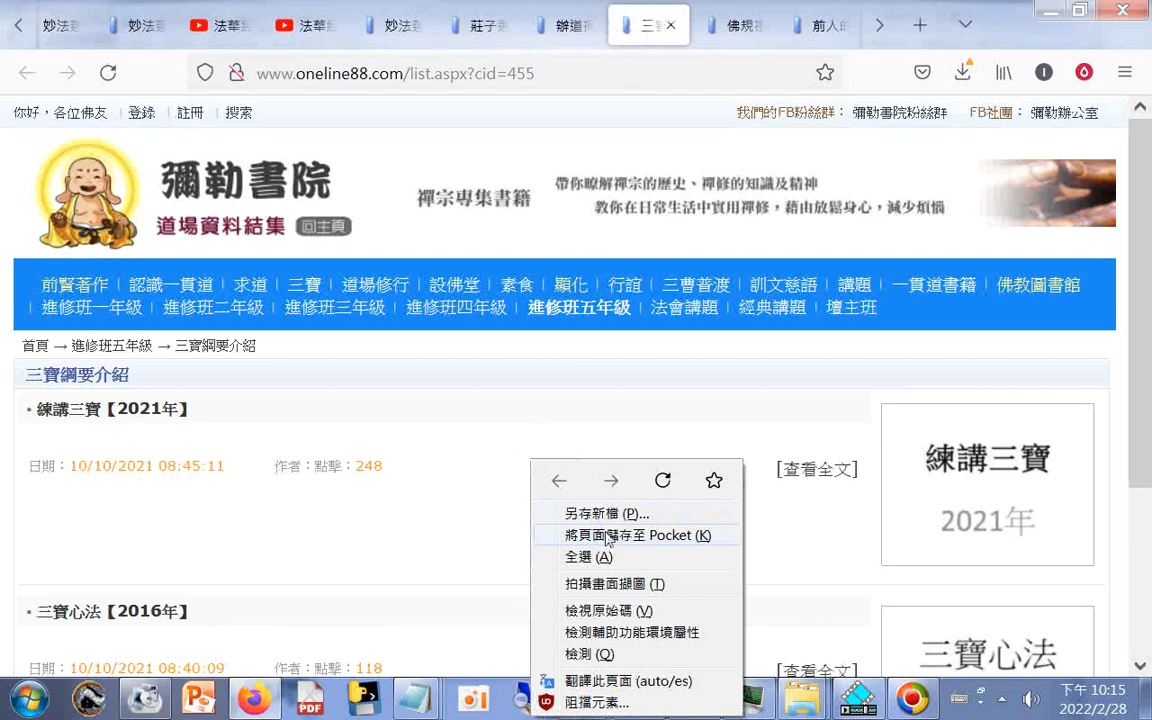 妙法
妙法
法華
法華
妙法
莊子
辦道
三
佛規
前人的
www.oneline88.com/list.aspx?cid=455
你好，各位佛友 登錄 註冊 搜索
我們的FB粉絲群： 彌勒書院粉絲群 FB社團： 彌勒辦公室
彌勒書院
道場資料結集 回主頁
禪宗專集書籍
帶你瞭解禪宗的歷史、禪修的知識及精神
教你在日常生活中實用禪修，藉由放鬆身心，減少煩惱
前賢著作 認識一貫道 求道 三寶 道場修行 設佛堂 素食 顯化 行誼 三曹普渡 訓文慈語 講題 一貫道書籍 佛教圖書館
進修班一年級 進修班二年級 進修班三年級 進修班四年級 進修班五年級 法會講題 經典講題 壇主班
首頁 → 進修班五年級 → 三寶綱要介紹
三寶綱要介紹
• 練講三寶【2021年】
日期：10/10/2021 08:45:11 作者：點擊：248
[查看全文]
練講三寶
2021年
另存新檔 (P)...
將頁面儲存至 Pocket (K)
全選 (A)
拍攝畫面擷圖 (T)
檢視原始碼 (V)
檢測輔助功能環境屬性
檢測 (Q)
翻譯此頁面 (auto/es)
阻擋元素...
• 三寶心法【2016年】
日期：10/10/2021 08:40:09 作者：點擊：118
[查看全文]
三寶心法
PDF
下午 10:15
2022/2/28